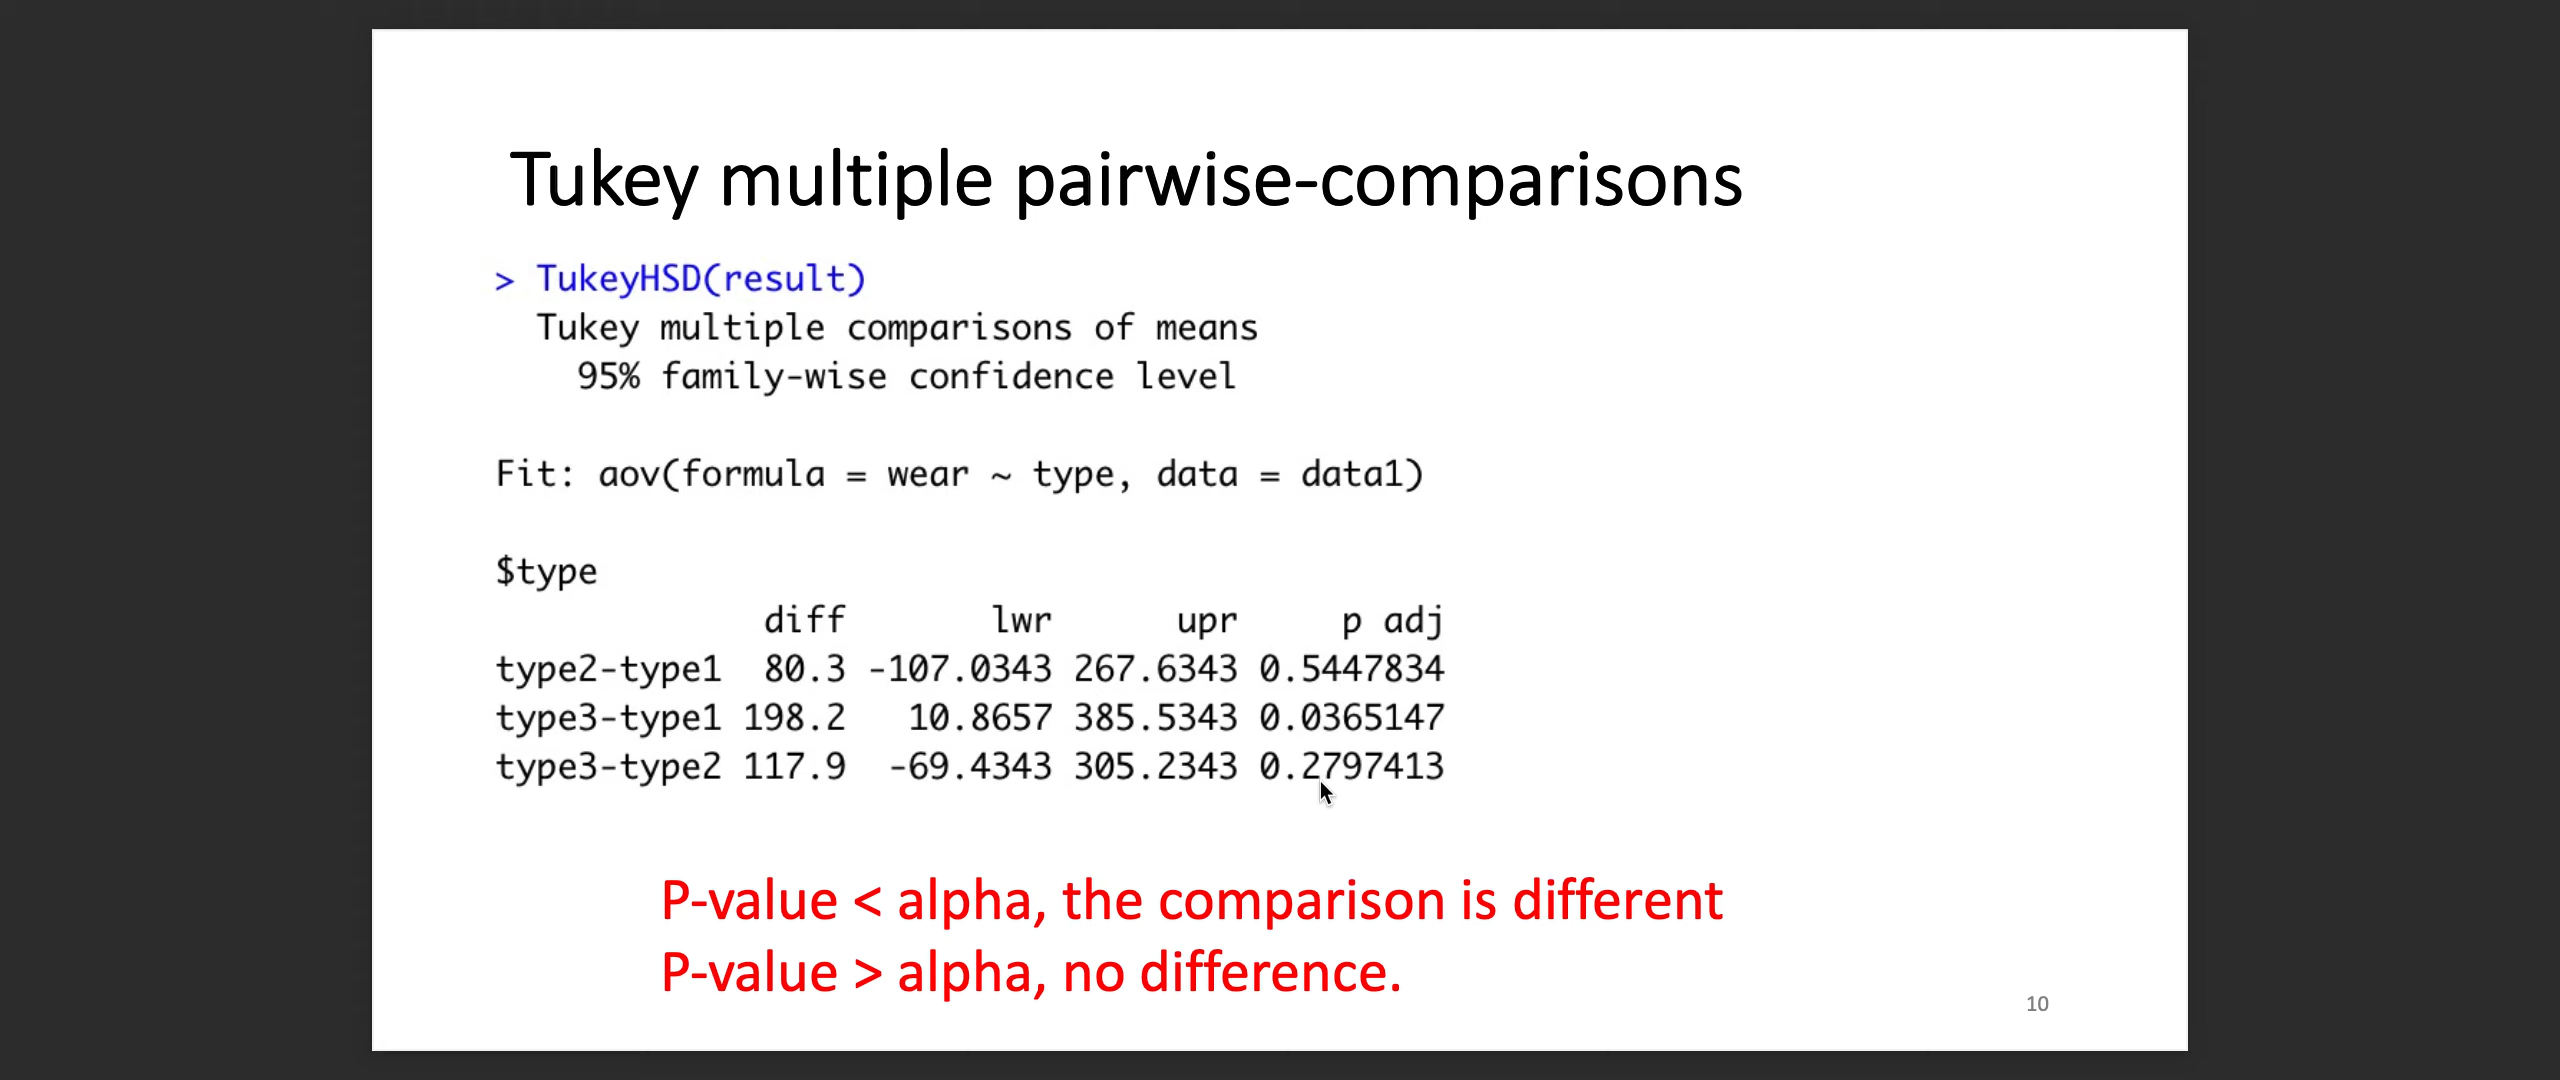 Tukey multiple pairwise-comparisons
> TukeyHSD(result)
Tukey multiple comparisons of means
95% family-wise confidence level
Fit: aov(formula = wear ~ type, data = data1)
$type
diff lwr upr p adj
type2-type1 80.3 -107.0343 267.6343 0.5447834
type3-type1 198.2 10.8657 385.5343 0.0365147
type3-type2 117.9 -69.4343 305.2343 0.2797413
P-value < alpha, the comparison is different
P-value > alpha, no difference.
10